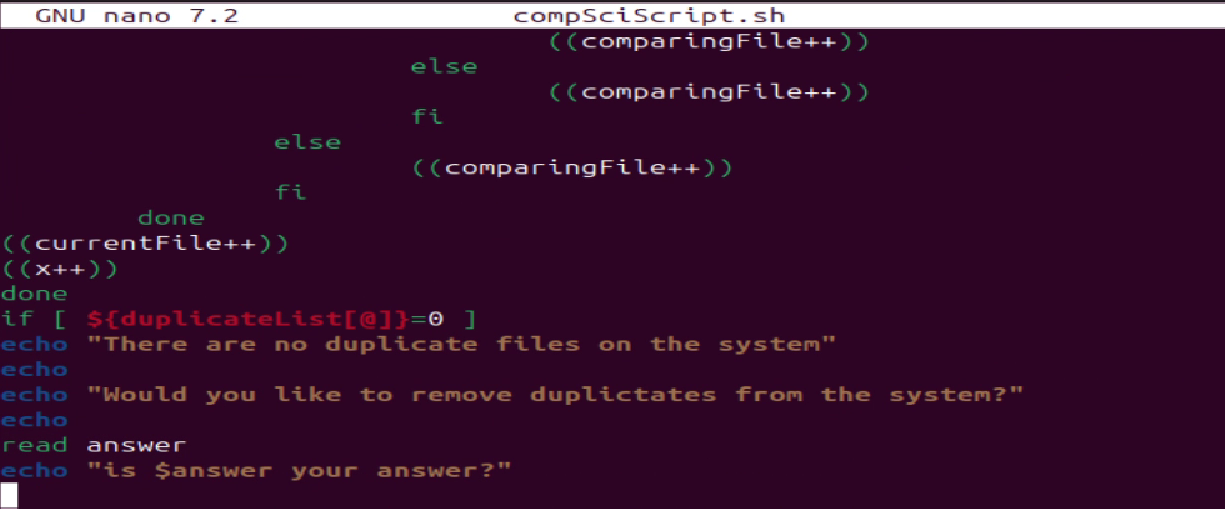 GNU nano 7.2 compSciScript.sh
((comparingFile++))
else
((comparingFile++))
fi
else
((comparingFile++))
fi
done
((currentFile++))
((x++))
done
if [ ${duplicateList[@]}=0 ]
echo "There are no duplicate files on the system"
echo
echo "Would you like to remove duplictates from the system?"
echo
read answer
echo "is $answer your answer?"